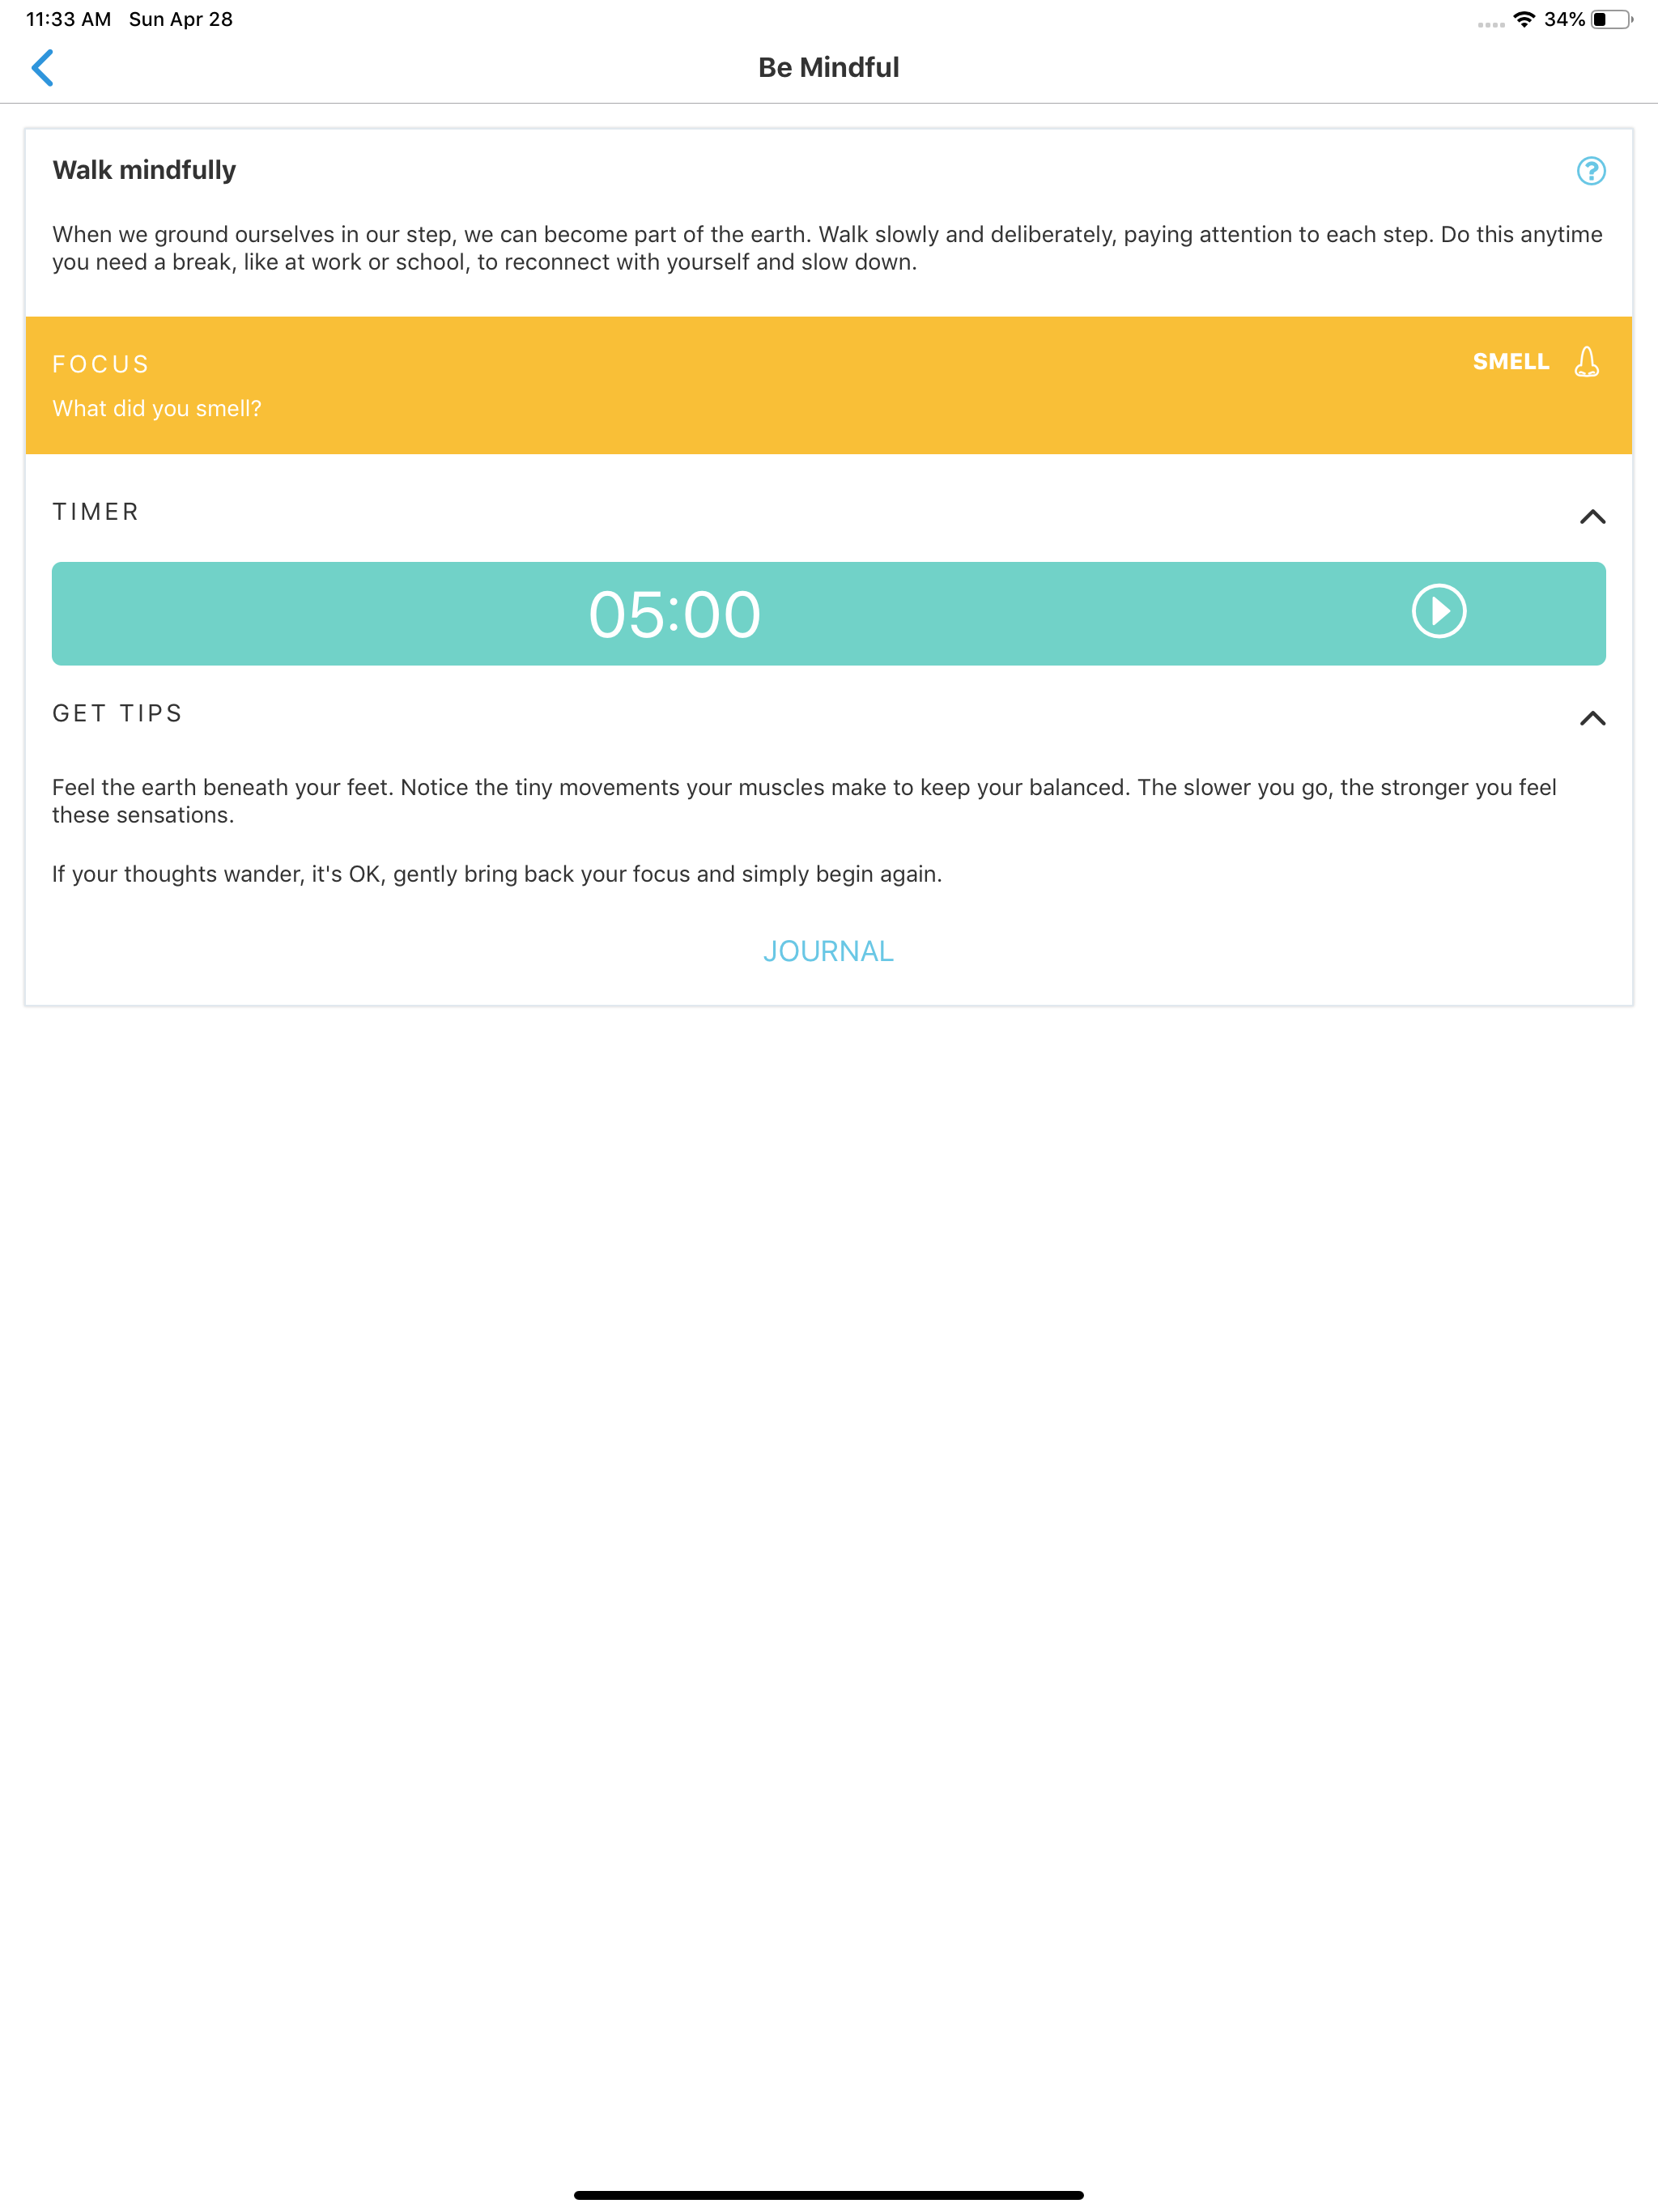 11:33 AM Sun Apr 28
34%
Be Mindful
Walk mindfully
?
When we ground ourselves in our step, we can become part of the earth. Walk slowly and deliberately, paying attention to each step. Do this anytime
you need a break, like at work or school, to reconnect with yourself and slow down.
FOCUS
SMELL
What did you smell?
TIMER
05:00
GET TIPS
Feel the earth beneath your feet. Notice the tiny movements your muscles make to keep your balanced. The slower you go, the stronger you feel
these sensations.
If your thoughts wander, it's OK, gently bring back your focus and simply begin again.
JOURNAL